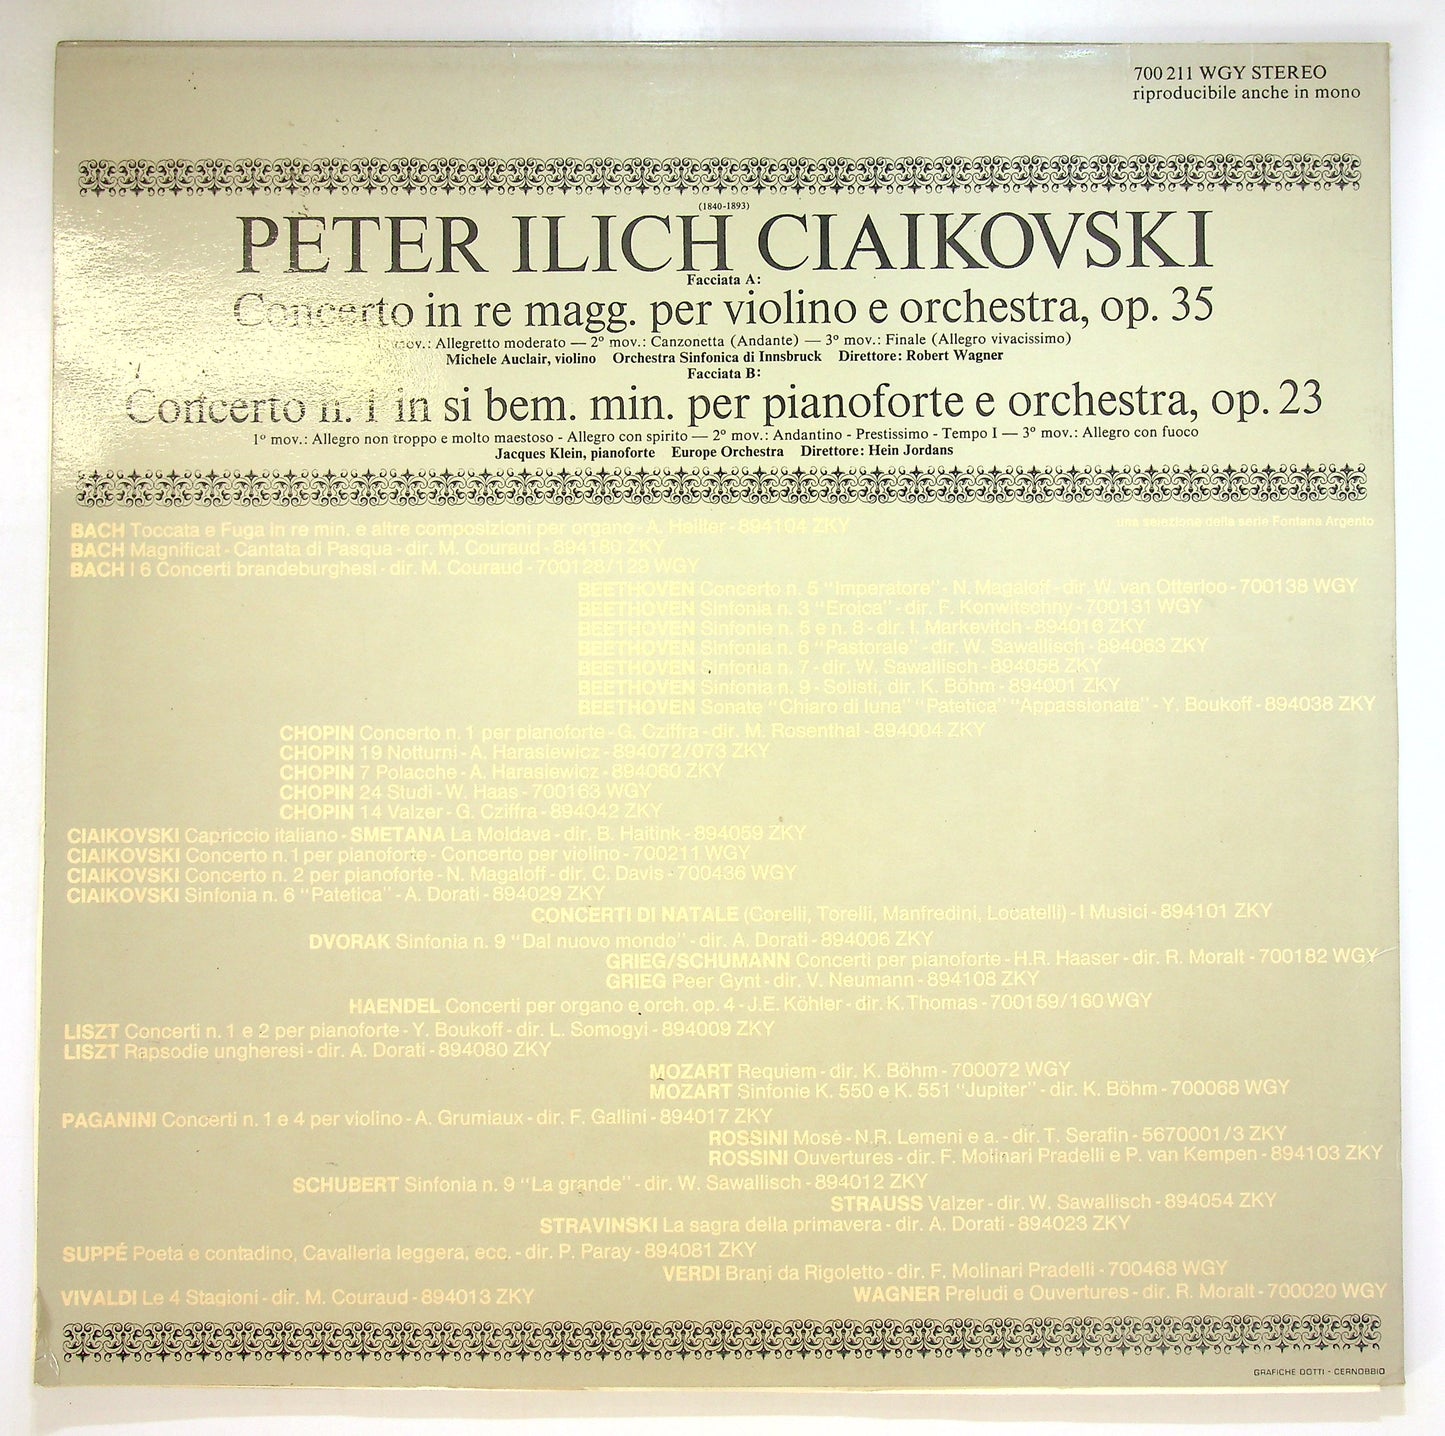 700 211 WGY STEREO
riproducibile anche in mono
(1840-1893)
PETER ILICH CIAIKOVSKI
Facciata A:
Concerto in re magg. per violino e orchestra, op. 35
mov.: Allegretto moderato — 2º mov.: Canzonetta (Andante) — 3º mov.: Finale (Allegro vivacissimo)
Michele Auclair, violino Orchestra Sinfonica di Innsbruck Direttore: Robert Wagner
Facciata B:
Concerto n. 1 in si bem. min. per pianoforte e orchestra, op. 23
1º mov.: Allegro non troppo e molto maestoso - Allegro con spirito — 2º mov.: Andantino - Prestissimo - Tempo I — 3º mov.: Allegro con fuoco
Jacques Klein, pianoforte Europe Orchestra Direttore: Hein Jordans
una selezione della serie Fontana Argento
BACH Toccata e Fuga in re min. e altre composizioni per organo - A. Heiller - 894104 ZKY
BACH Magnificat - Cantata di Pasqua - dir. M. Couraud - 894180 ZKY
BACH I 6 Concerti brandeburghesi - dir. M. Couraud - 700128/129 WGY
BEETHOVEN Concerto n. 5 "Imperatore" - N. Magaloff - dir. W. van Otterloo - 700138 WGY
BEETHOVEN Sinfonia n. 3 "Eroica" - dir. F. Konwitschny - 700131 WGY
BEETHOVEN Sinfonie n. 5 e n. 8 - dir. I. Markevitch - 894016 ZKY
BEETHOVEN Sinfonia n. 6 "Pastorale" - dir. W. Sawallisch - 894063 ZKY
BEETHOVEN Sinfonia n. 7 - dir. W. Sawallisch - 894058 ZKY
BEETHOVEN Sinfonia n. 9 - Solisti, dir. K. Böhm - 894001 ZKY
BEETHOVEN Sonate "Chiaro di luna" "Patetica" "Appassionata" - Y. Boukoff - 894038 ZKY
CHOPIN Concerto n. 1 per pianoforte - G. Cziffra - dir. M. Rosenthal - 894004 ZKY
CHOPIN 19 Notturni - A. Harasiewicz - 894072/073 ZKY
CHOPIN 7 Polacche - A. Harasiewicz - 894060 ZKY
CHOPIN 24 Studi - W. Haas - 700163 WGY
CHOPIN 14 Valzer - G. Cziffra - 894042 ZKY
CIAIKOVSKI Capriccio italiano - SMETANA La Moldava - dir. B. Haitink - 894059 ZKY
CIAIKOVSKI Concerto n. 1 per pianoforte - Concerto per violino - 700211 WGY
CIAIKOVSKI Concerto n. 2 per pianoforte - N. Magaloff - dir. C. Davis - 700436 WGY
CIAIKOVSKI Sinfonia n. 6 "Patetica" - A. Dorati - 894029 ZKY
CONCERTI DI NATALE (Corelli, Torelli, Manfredini, Locatelli) - I Musici - 894101 ZKY
DVORAK Sinfonia n. 9 "Dal nuovo mondo" - dir. A. Dorati - 894006 ZKY
GRIEG/SCHUMANN Concerti per pianoforte - H.R. Haaser - dir. R. Moralt - 700182 WGY
GRIEG Peer Gynt - dir. V. Neumann - 894108 ZKY
HAENDEL Concerti per organo e orch. op. 4 - J.E. Köhler - dir. K. Thomas - 700159/160 WGY
LISZT Concerti n. 1 e 2 per pianoforte - Y. Boukoff - dir. L. Somogyi - 894009 ZKY
LISZT Rapsodie ungheresi - dir. A. Dorati - 894080 ZKY
MOZART Requiem - dir. K. Böhm - 700072 WGY
MOZART Sinfonie K. 550 e K. 551 "Jupiter" - dir. K. Böhm - 700068 WGY
PAGANINI Concerti n. 1 e 4 per violino - A. Grumiaux - dir. F. Gallini - 894017 ZKY
ROSSINI Mosè - N.R. Lemeni e a. - dir. T. Serafin - 5670001/3 ZKY
ROSSINI Ouvertures - dir. F. Molinari Pradelli e P. van Kempen - 894103 ZKY
SCHUBERT Sinfonia n. 9 "La grande" - dir. W. Sawallisch - 894012 ZKY
STRAUSS Valzer - dir. W. Sawallisch - 894054 ZKY
STRAVINSKI La sagra della primavera - dir. A. Dorati - 894023 ZKY
SUPPÉ Poeta e contadino, Cavalleria leggera, ecc. - dir. P. Paray - 894081 ZKY
VERDI Brani da Rigoletto - dir. F. Molinari Pradelli - 700468 WGY
VIVALDI Le 4 Stagioni - dir. M. Couraud - 894013 ZKY
WAGNER Preludi e Ouvertures - dir. R. Moralt - 700020 WGY
GRAFICHE DOTTI - CERNOBBIO